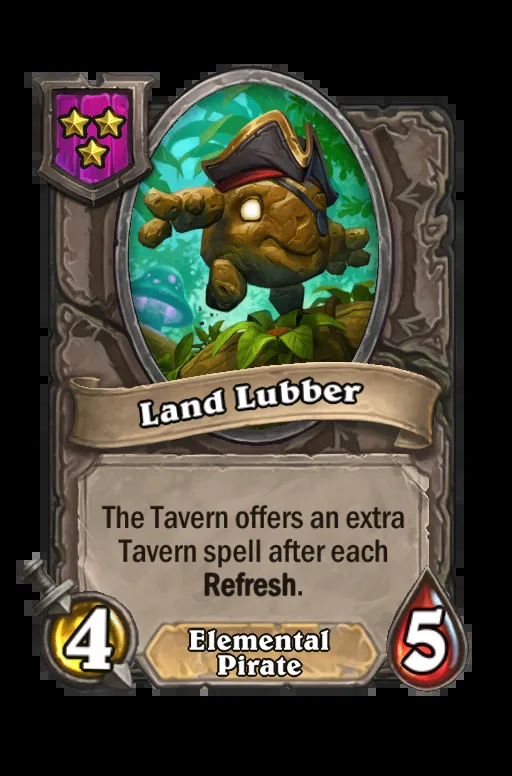 Land Lubber
The Tavern offers an extra
Tavern spell after each
Refresh.
4
Elemental
Pirate
5